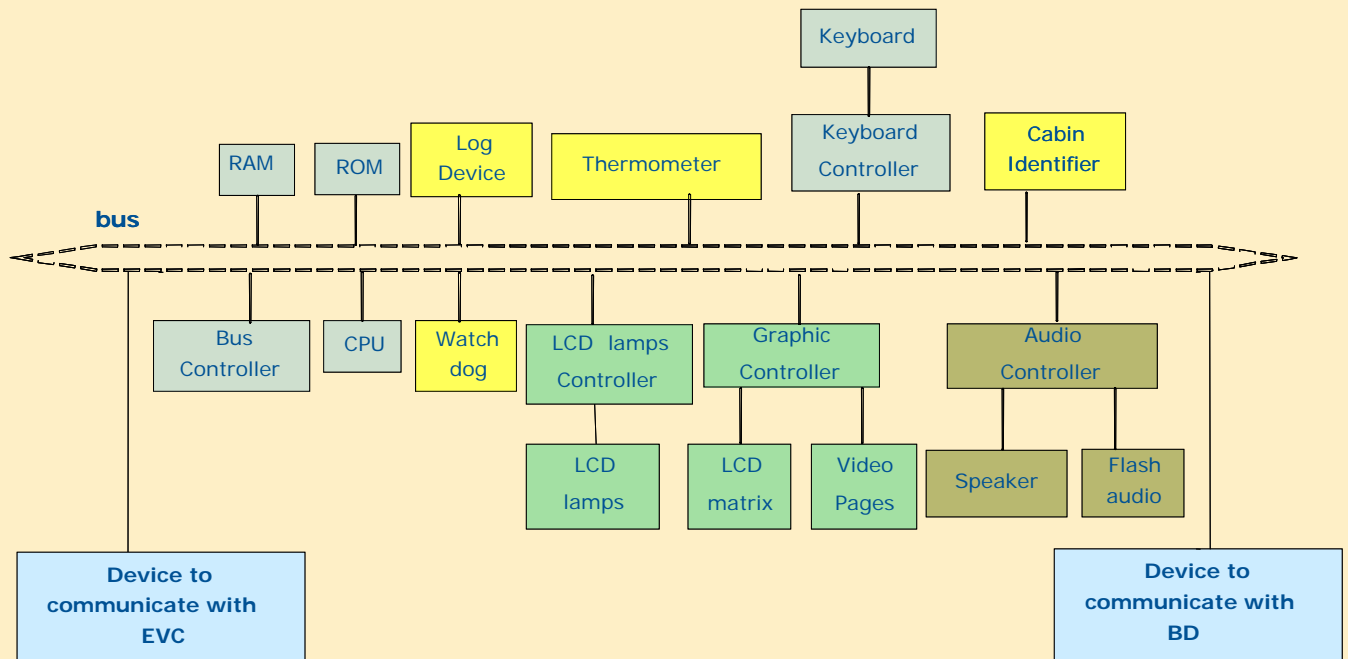 Keyboard
RAM
ROM
Log
Device
Thermometer
Keyboard
Controller
Cabin
Identifier
bus
Bus
Controller
CPU
Watch
dog
LCD lamps
Controller
Graphic
Controller
Audio
Controller
LCD
lamps
LCD
matrix
Video
Pages
Speaker
Flash
audio
Device to
communicate with
EVC
Device to
communicate with
BD